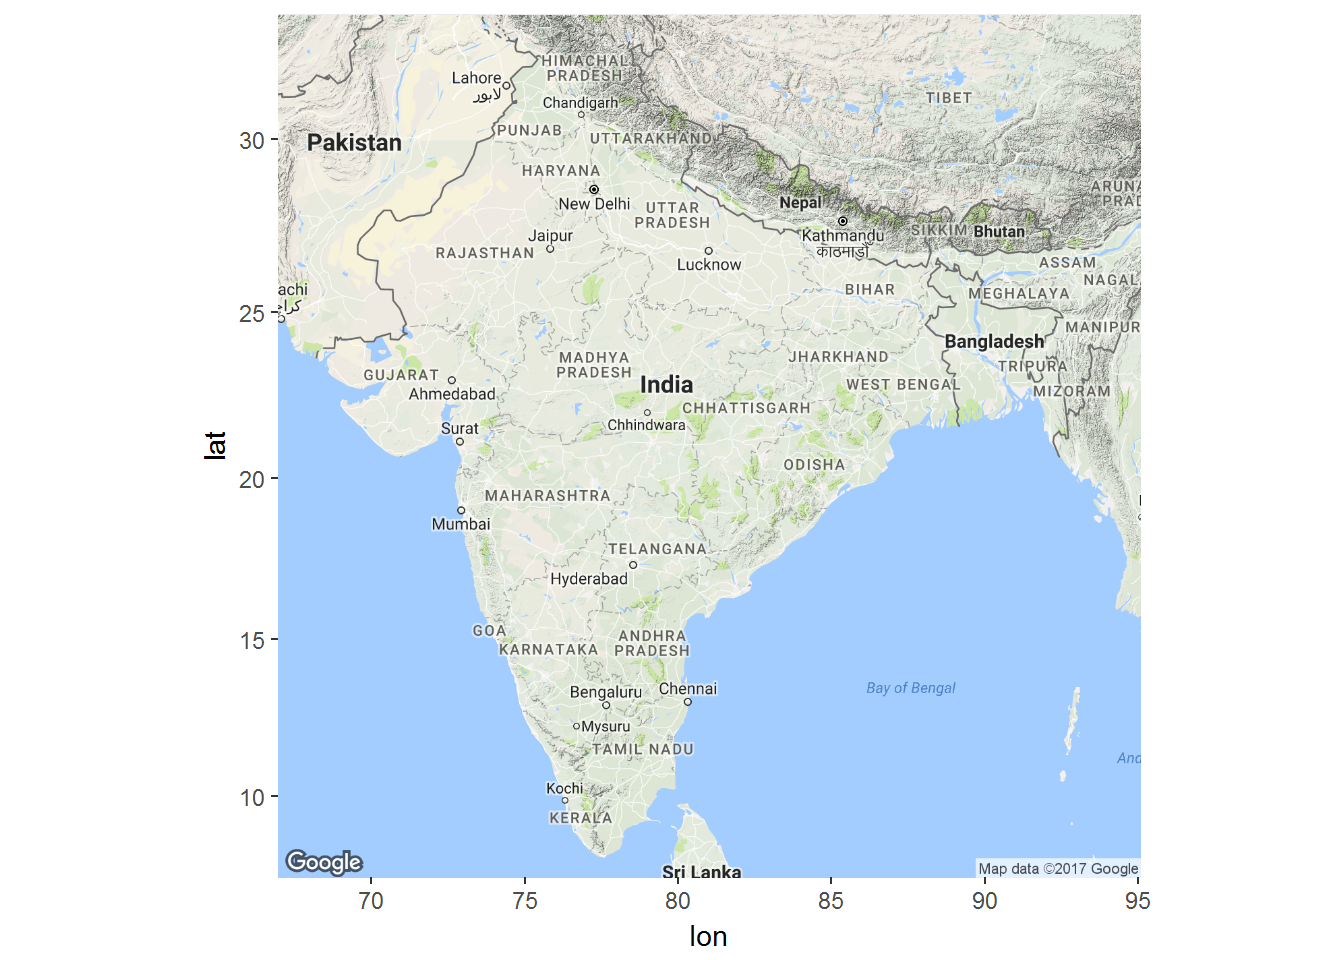 HIMACHAL
PRADESH
Lahore
لاہور
TIBET
Chandigarh
PUNJAB
UTTARAKHAND
Pakistan
30
HARYANA
New Delhi
UTTAR
PRADESH
Nepal
ARUNA
PRAD
Jaipur
RAJASTHAN
Kathmandu
काठमाडौं
SIKKIM
Bhutan
Lucknow
ASSAM
NAGAL
achi
BIHAR
MEGHALAYA
25
MANIPUR
Bangladesh
MADHYA
PRADESH
JHARKHAND
TRIPURA
GUJARAT
India
WEST BENGAL
MIZORAM
Ahmedabad
CHHATTISGARH
Chhindwara
Surat
lat
ODISHA
20
MAHARASHTRA
Mumbai
TELANGANA
Hyderabad
GOA
15
KARNATAKA
ANDHRA
PRADESH
Bengaluru
Chennai
Bay of Bengal
Mysuru
TAMIL NADU
And
Kochi
10
KERALA
Google
Sri Lanka
Map data ©2017 Google
70
75
80
85
90
95
lon